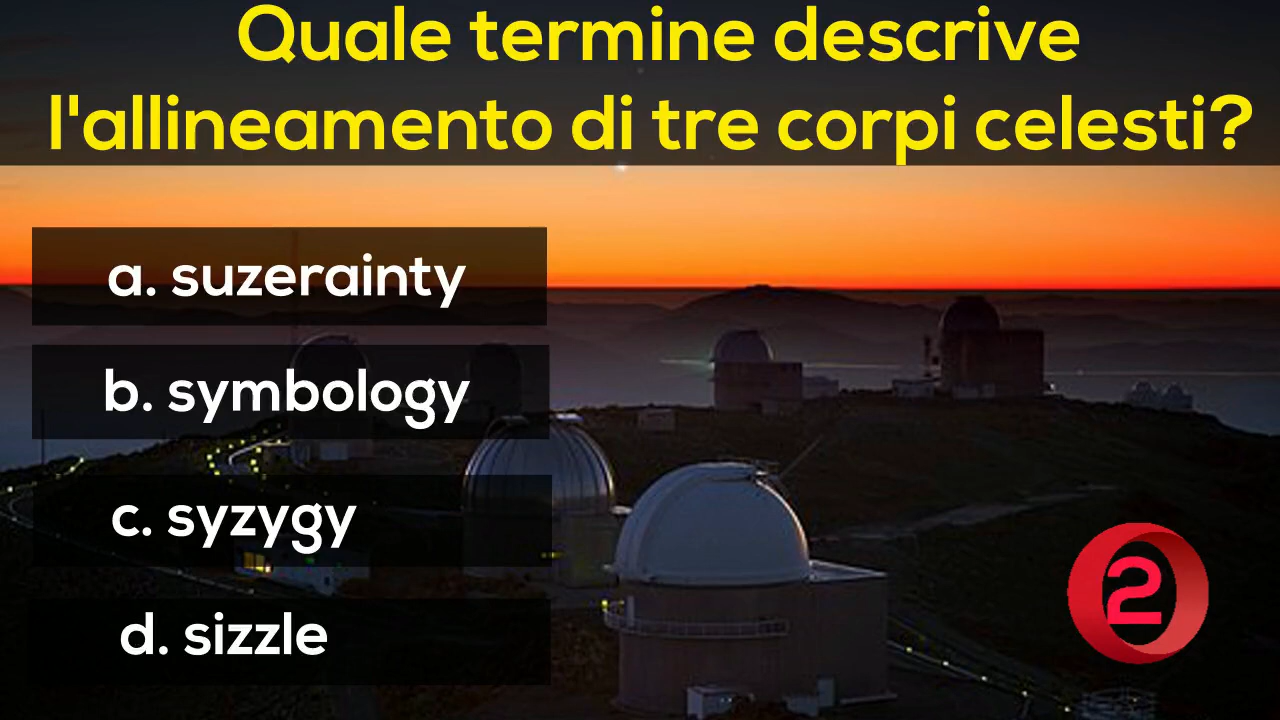 Quale termine descrive
l'allineamento di tre corpi celesti?
a. suzerainty
b. symbology
c. syzygy
d. sizzle
2